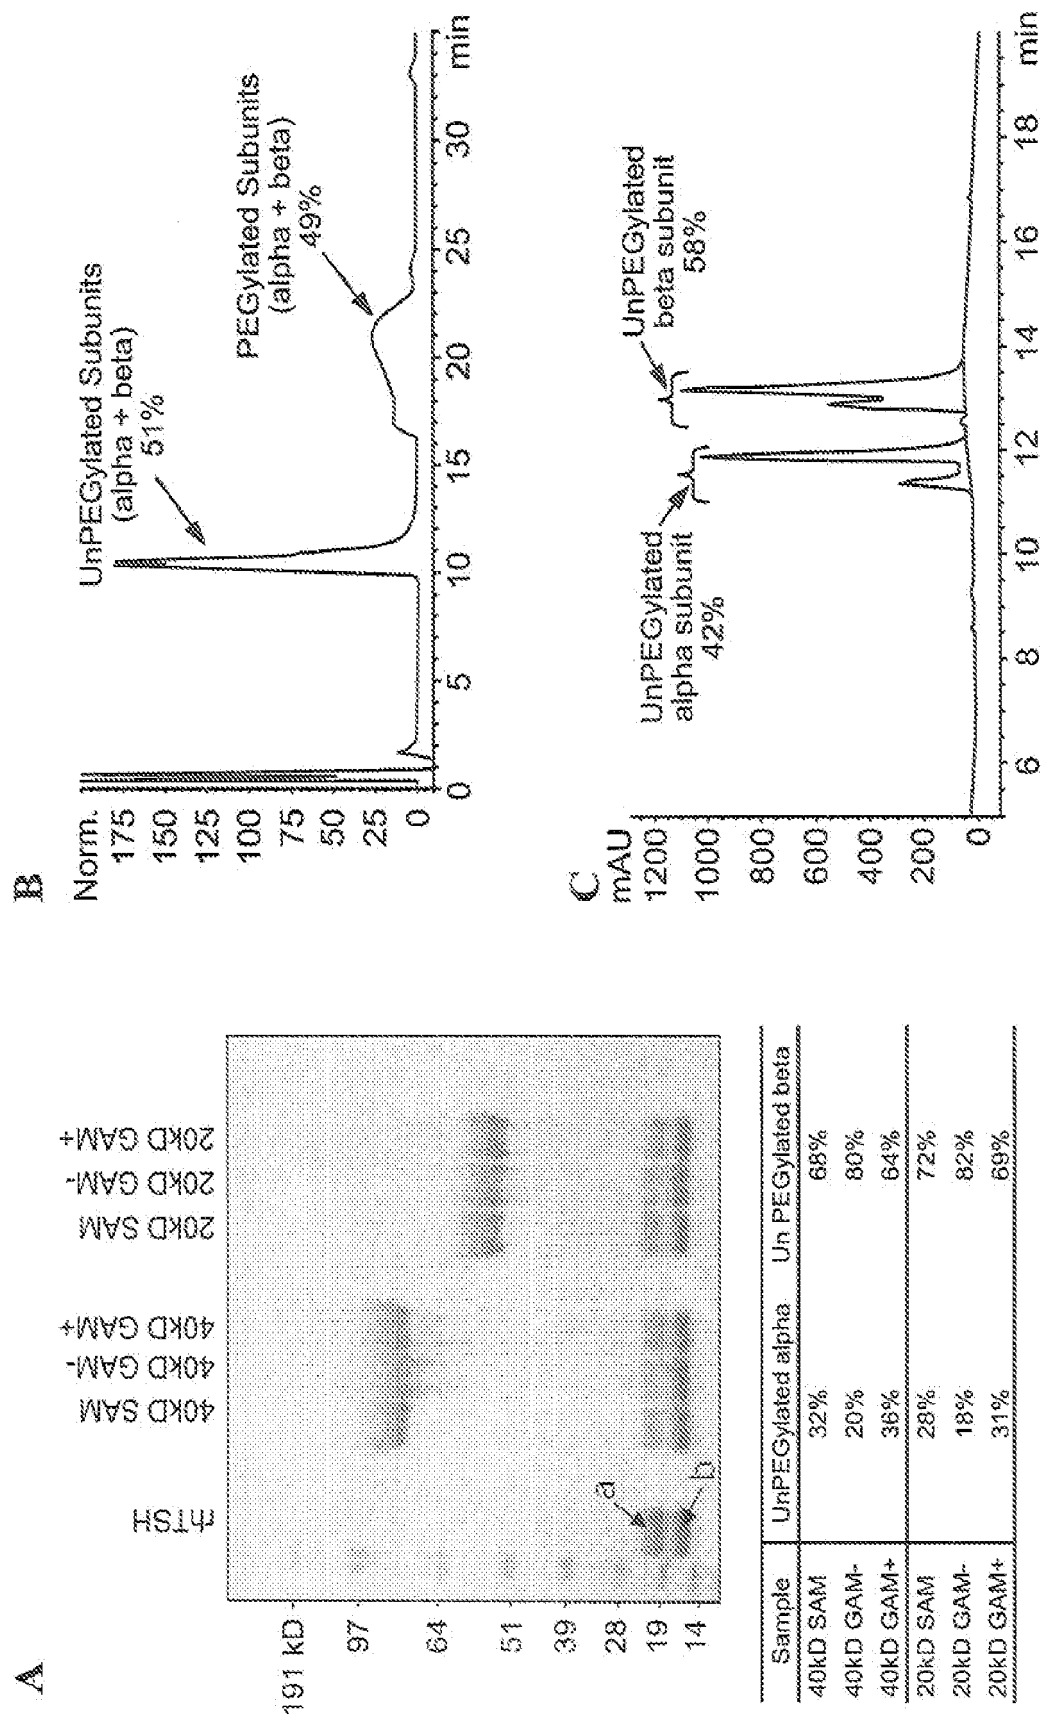 A
rhTSH
40kD SAM
40kD GAM-
40kD GAM+
20kD SAM
20kD GAM-
20kD GAM+
191 kD
97
64
51
39
28
19
14
a
b
Sample UnPEGylated alpha Un PEGylated beta
40kD SAM 32% 68%
40kD GAM- 20% 80%
40kD GAM+ 36% 64%
20kD SAM 28% 72%
20kD GAM- 18% 82%
20kD GAM+ 31% 69%
B
Norm.
175
150
125
100
75
50
25
0
UnPEGylated Subunits
(alpha + beta)
51%
PEGylated Subunits
(alpha + beta)
49%
0 5 10 15 20 25 30 min
C
mAU
1200
1000
800
600
400
200
0
UnPEGylated
alpha subunit
42%
UnPEGylated
beta subunit
58%
6 8 10 12 14 16 18 min